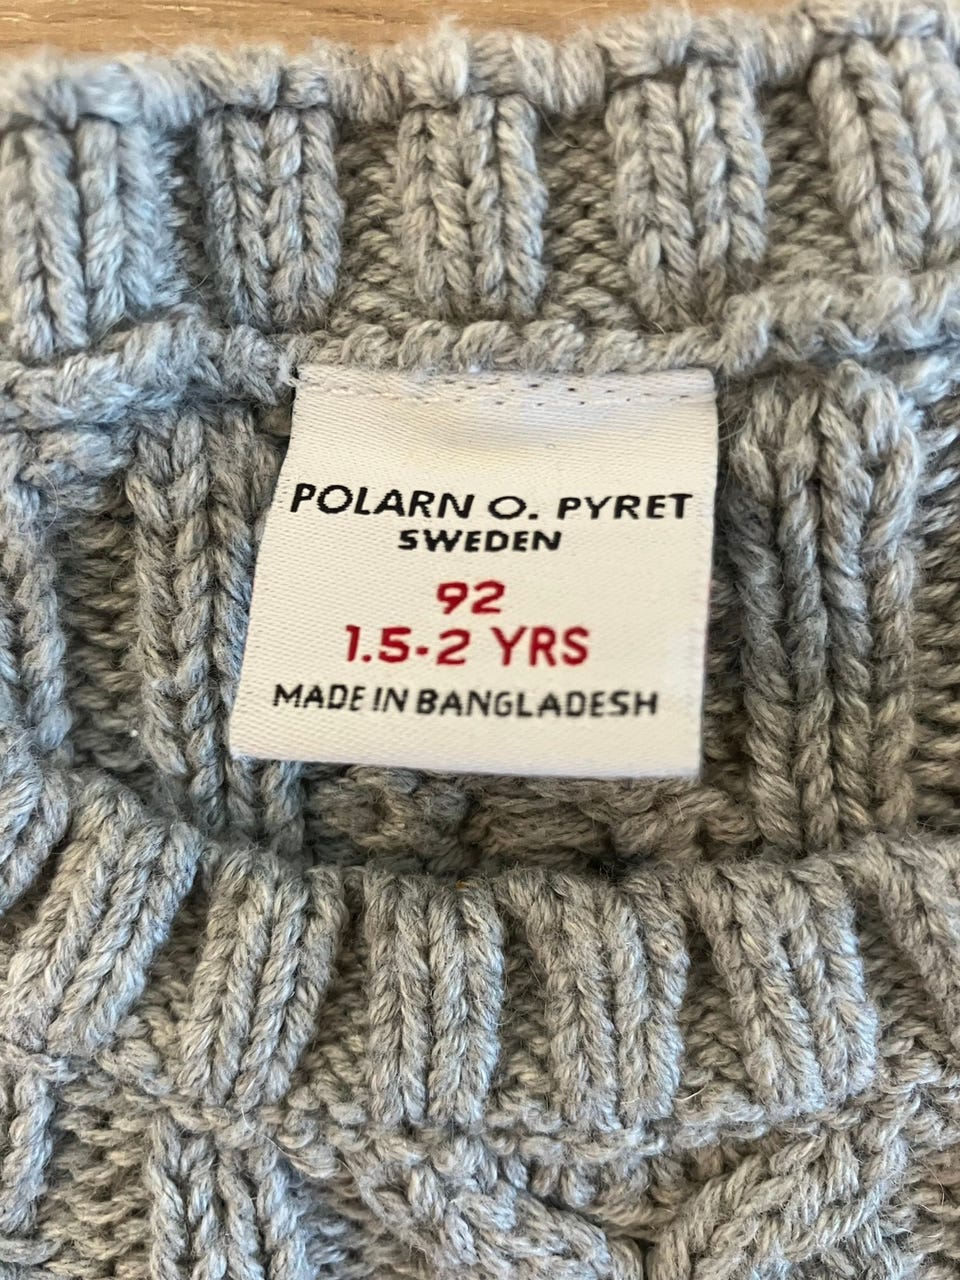 POLARN O. PYRET
SWEDEN
92
1.5-2 YRS
MADE IN BANGLADESH